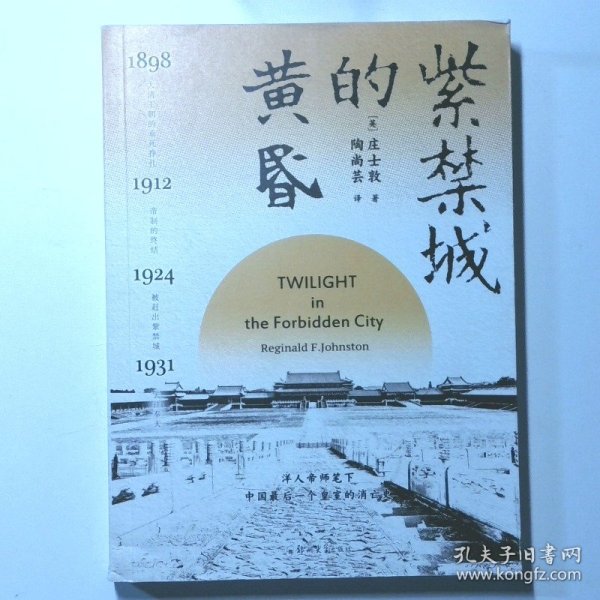 紫禁城
的
黄昏
[英] 庄士敦 著
陶尚芸 译
1898
1912
帝制的终结
1924
被赶出紫禁城
1931
TWILIGHT
in
the Forbidden City
Reginald F.Johnston
洋人帝师笔下
中国最后一个皇室的消亡史
孔夫子旧书网
www.kongfz.com